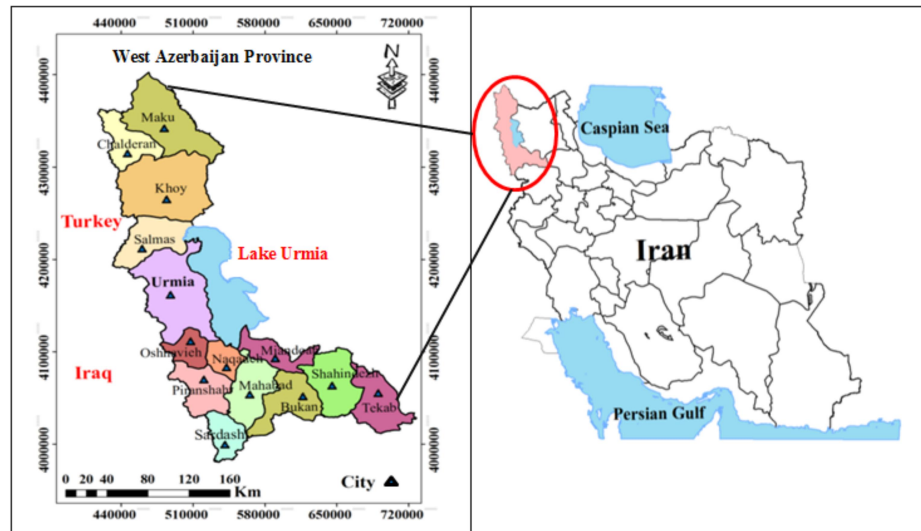 440000 510000 580000 650000 720000
West Azerbaijan Province
N
4400000
4400000
Maku
Chalderan
4300000
4300000
Khoy
Turkey
Salmas
Lake Urmia
4200000
4200000
Urmia
4100000
4100000
Oshnavieh
Naqadeh
Miandoab
Iraq
Piranshahr
Mahabad
Shahindezh
Bukan
Tekab
Sardash
4000000
4000000
0 20 40 80 120 160
Km
City
440000 510000 580000 650000 720000
Caspian Sea
Iran
Persian Gulf